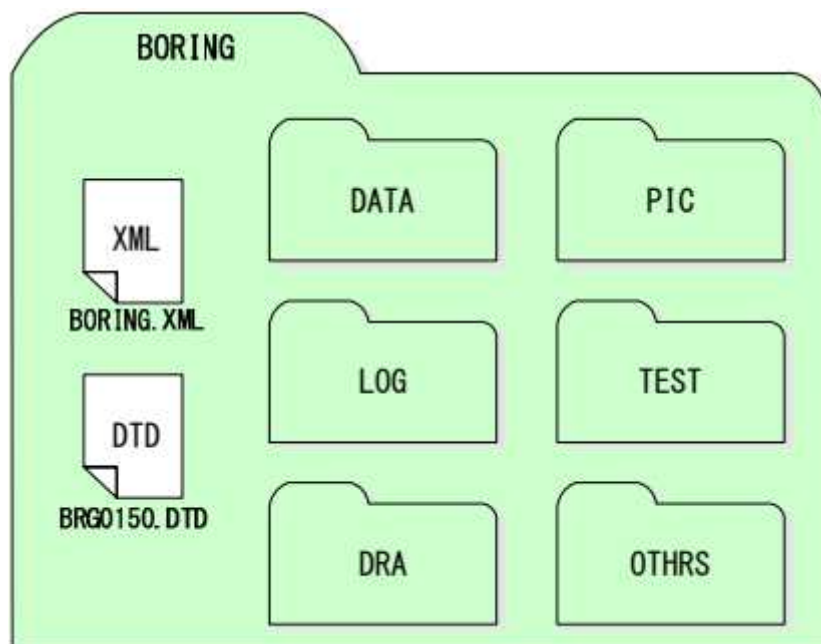 BORING
XML
BORING.XML
DTD
BRG0150.DTD
DATA
PIC
LOG
TEST
DRA
OTHRS